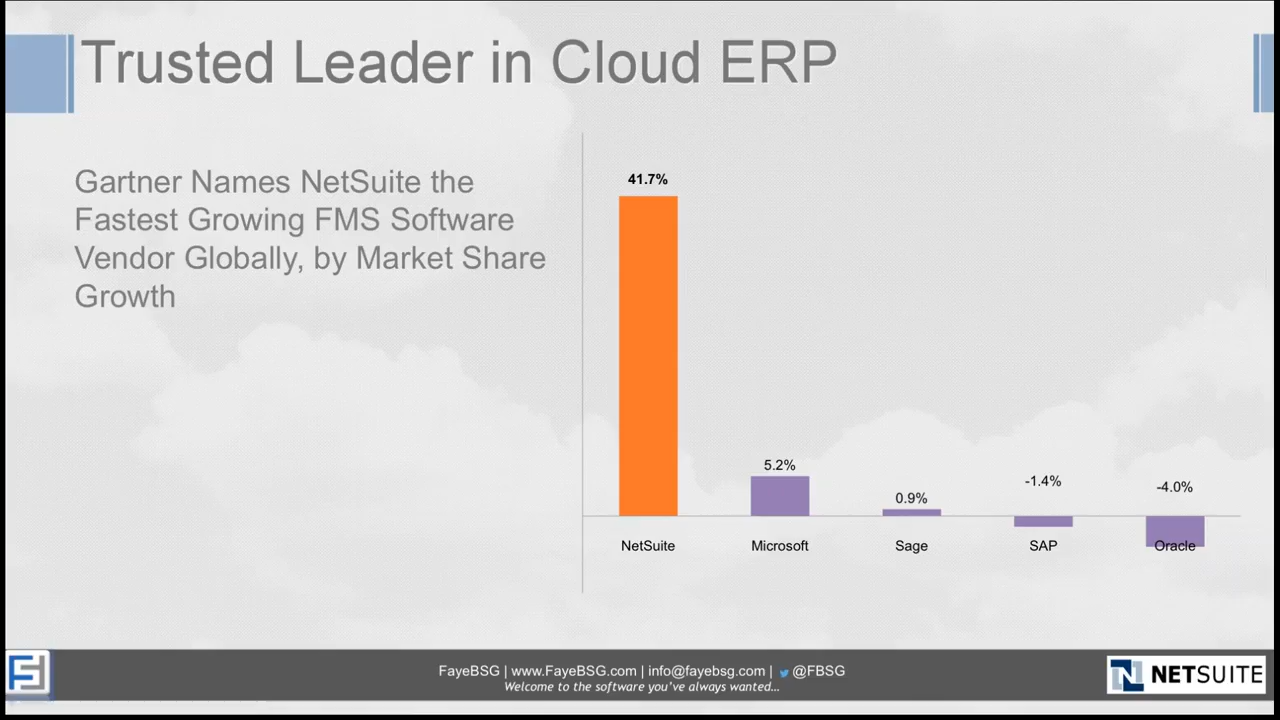 Trusted Leader in Cloud ERP
Gartner Names NetSuite the
Fastest Growing FMS Software
Vendor Globally, by Market Share
Growth
41.7%
5.2%
0.9%
-1.4%
-4.0%
NetSuite
Microsoft
Sage
SAP
Oracle
FayeBSG | www.FayeBSG.com | info@fayebsg.com | @FBSG
Welcome to the software you've always wanted...
NETSUITE